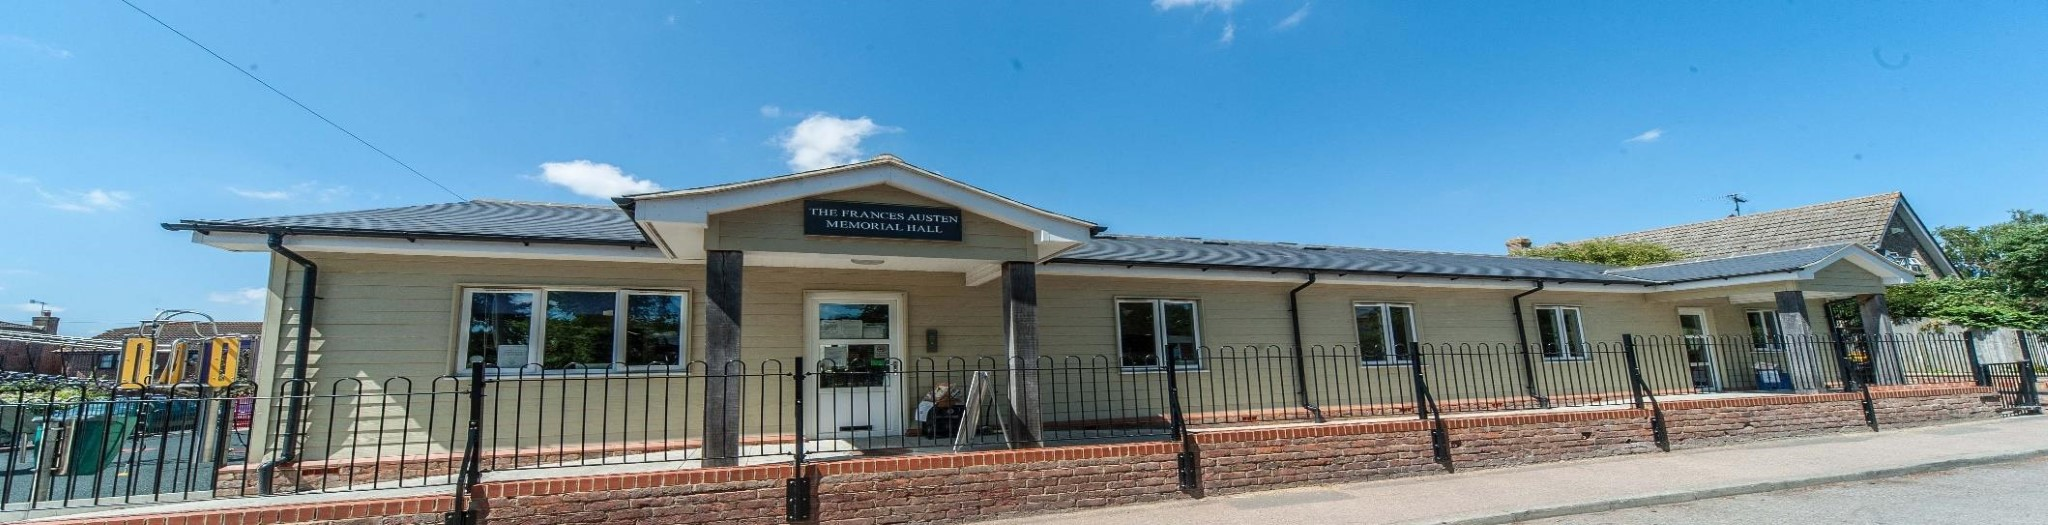 THE FRANCES AUSTEN
MEMORIAL HALL